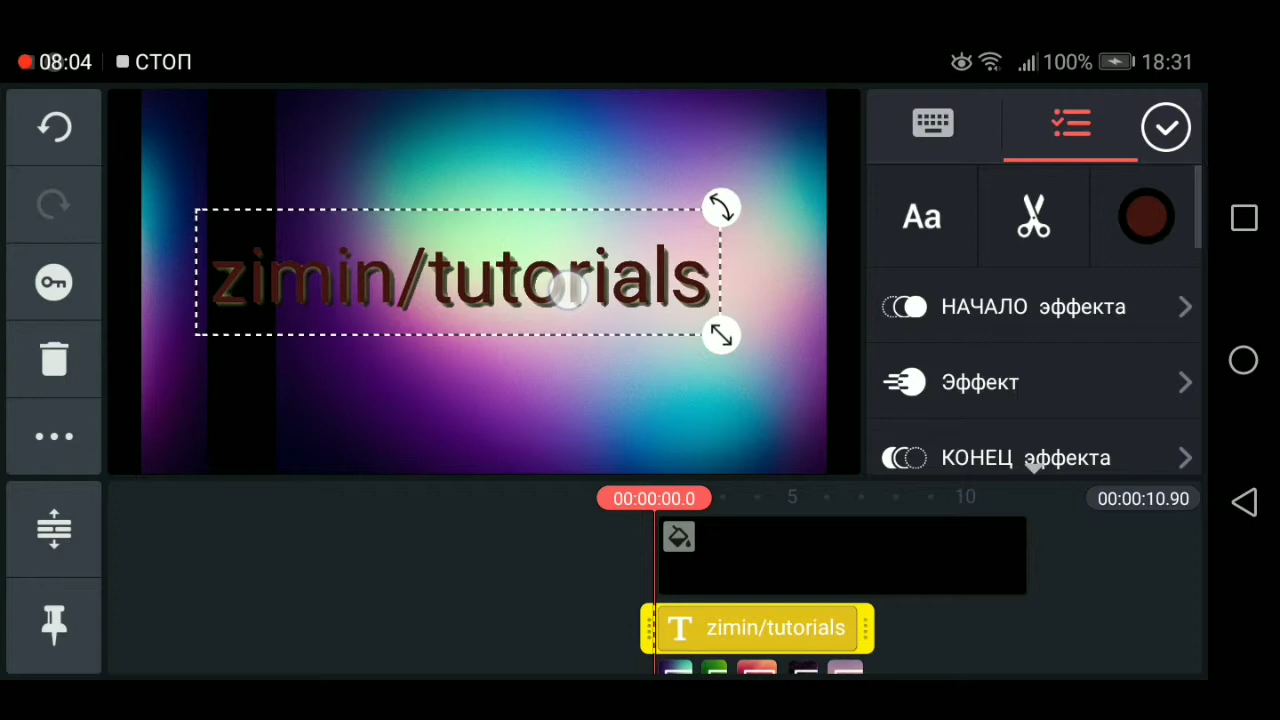 08:04 СТОП 100% 18:31
zimin/tutorials
Aa
НАЧАЛО эффекта
Эффект
КОНЕЦ эффекта
00:00:00.0 5 10 00:00:10.90
T zimin/tutorials